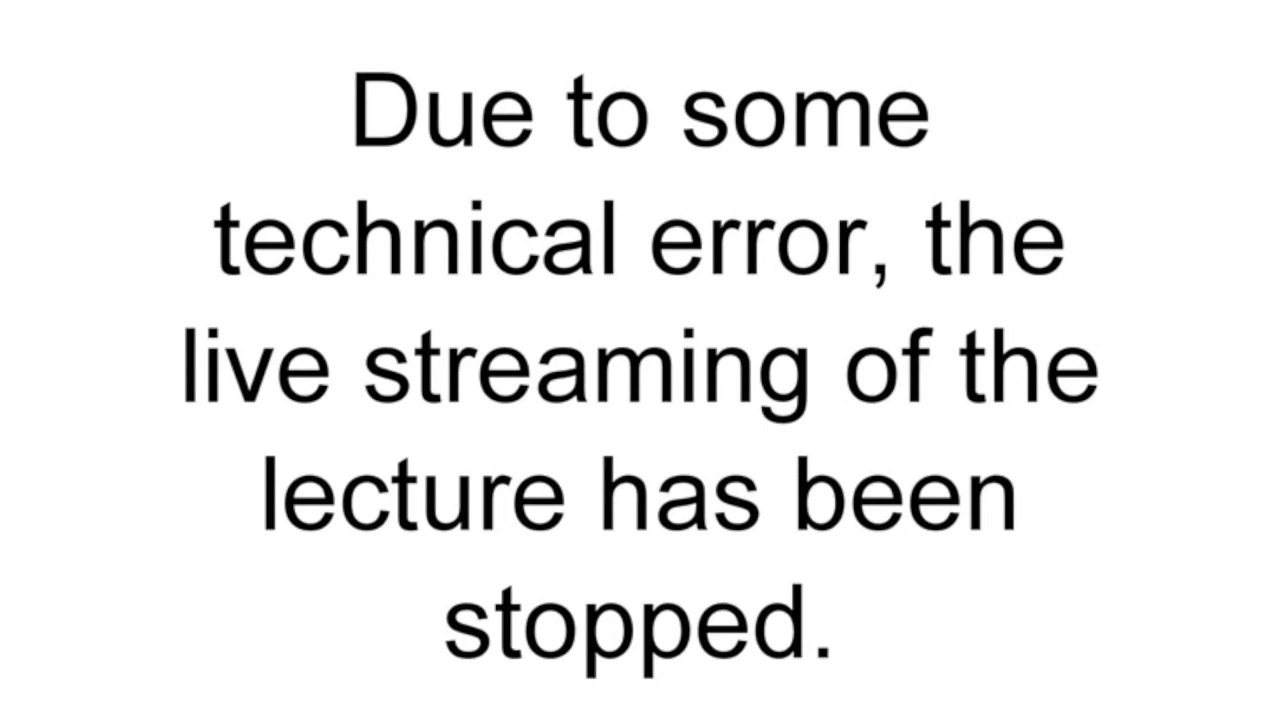 Due to some
technical error, the
live streaming of the
lecture has been
stopped.